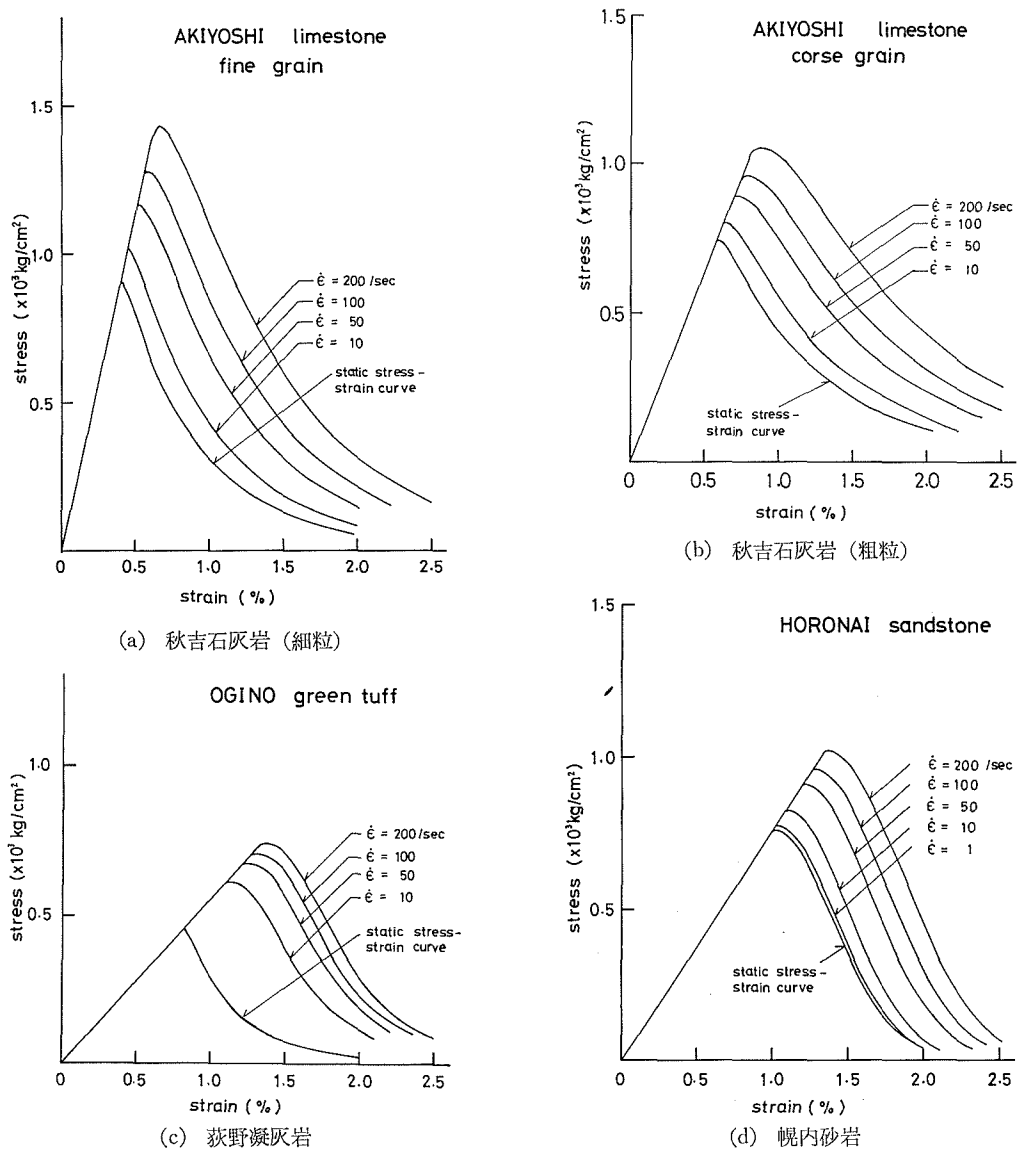 AKIYOSHI limestone
fine grain
1.5
1.0
0.5
stress (x10³kg/cm²)
ε̇ = 200/sec
ε̇ = 100
ε̇ = 50
ε̇ = 10
static stress-
strain curve
0 0.5 1.0 1.5 2.0 2.5
strain (%)
(a) 秋吉石灰岩(細粒)
AKIYOSHI limestone
corse grain
1.5
1.0
0.5
stress (x10³kg/cm²)
ε̇ = 200/sec
ε̇ = 100
ε̇ = 50
ε̇ = 10
static stress-
strain curve
0 0.5 1.0 1.5 2.0 2.5
strain (%)
(b) 秋吉石灰岩(粗粒)
OGINO green tuff
1.0
0.5
stress (x10³kg/cm²)
ε̇ = 200/sec
ε̇ = 100
ε̇ = 50
ε̇ = 10
static stress-
strain curve
0 0.5 1.0 1.5 2.0 2.5
strain (%)
(c) 荻野凝灰岩
HORONAI sandstone
1.5
1.0
0.5
stress (x10³kg/cm²)
ε̇ = 200/sec
ε̇ = 100
ε̇ = 50
ε̇ = 10
ε̇ = 1
static stress-
strain curve
0 0.5 1.0 1.5 2.0 2.5
strain (%)
(d) 幌内砂岩